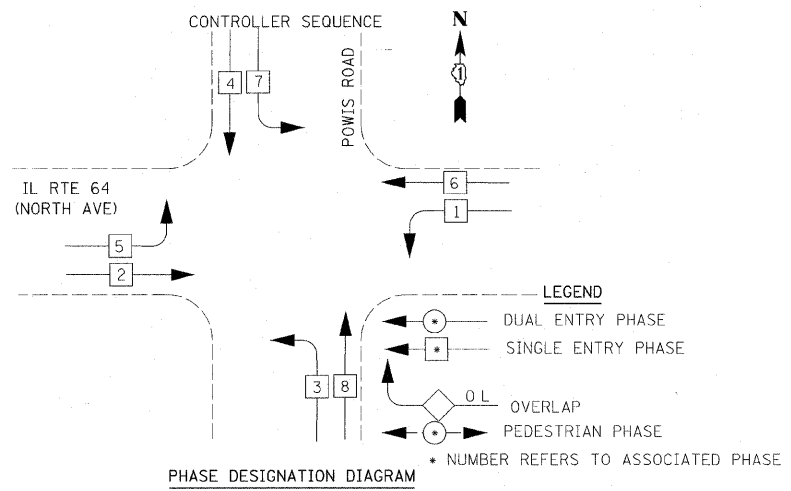 CONTROLLER SEQUENCE
N
1
4
7
POWIS ROAD
IL RTE 64
(NORTH AVE)
6
1
5
2
3
8
LEGEND
* DUAL ENTRY PHASE
* SINGLE ENTRY PHASE
OL OVERLAP
* PEDESTRIAN PHASE
* NUMBER REFERS TO ASSOCIATED PHASE
PHASE DESIGNATION DIAGRAM